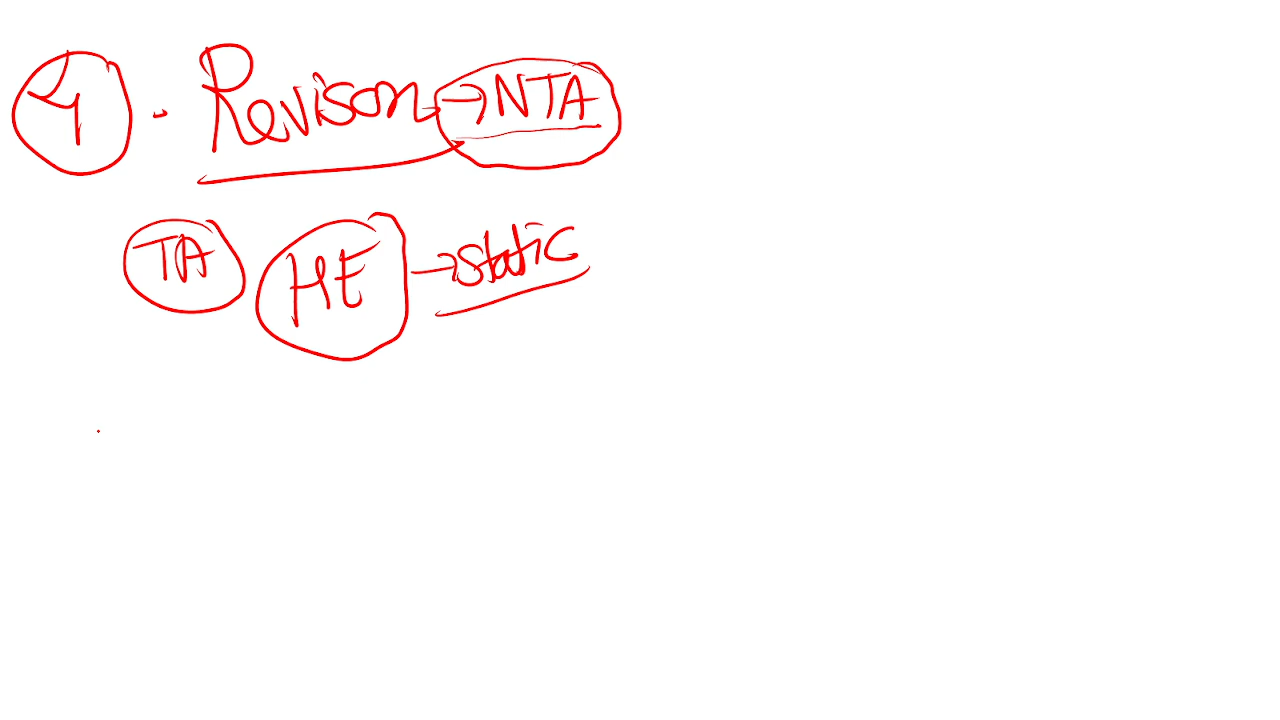 4. Revison → NTA
TA HE → static